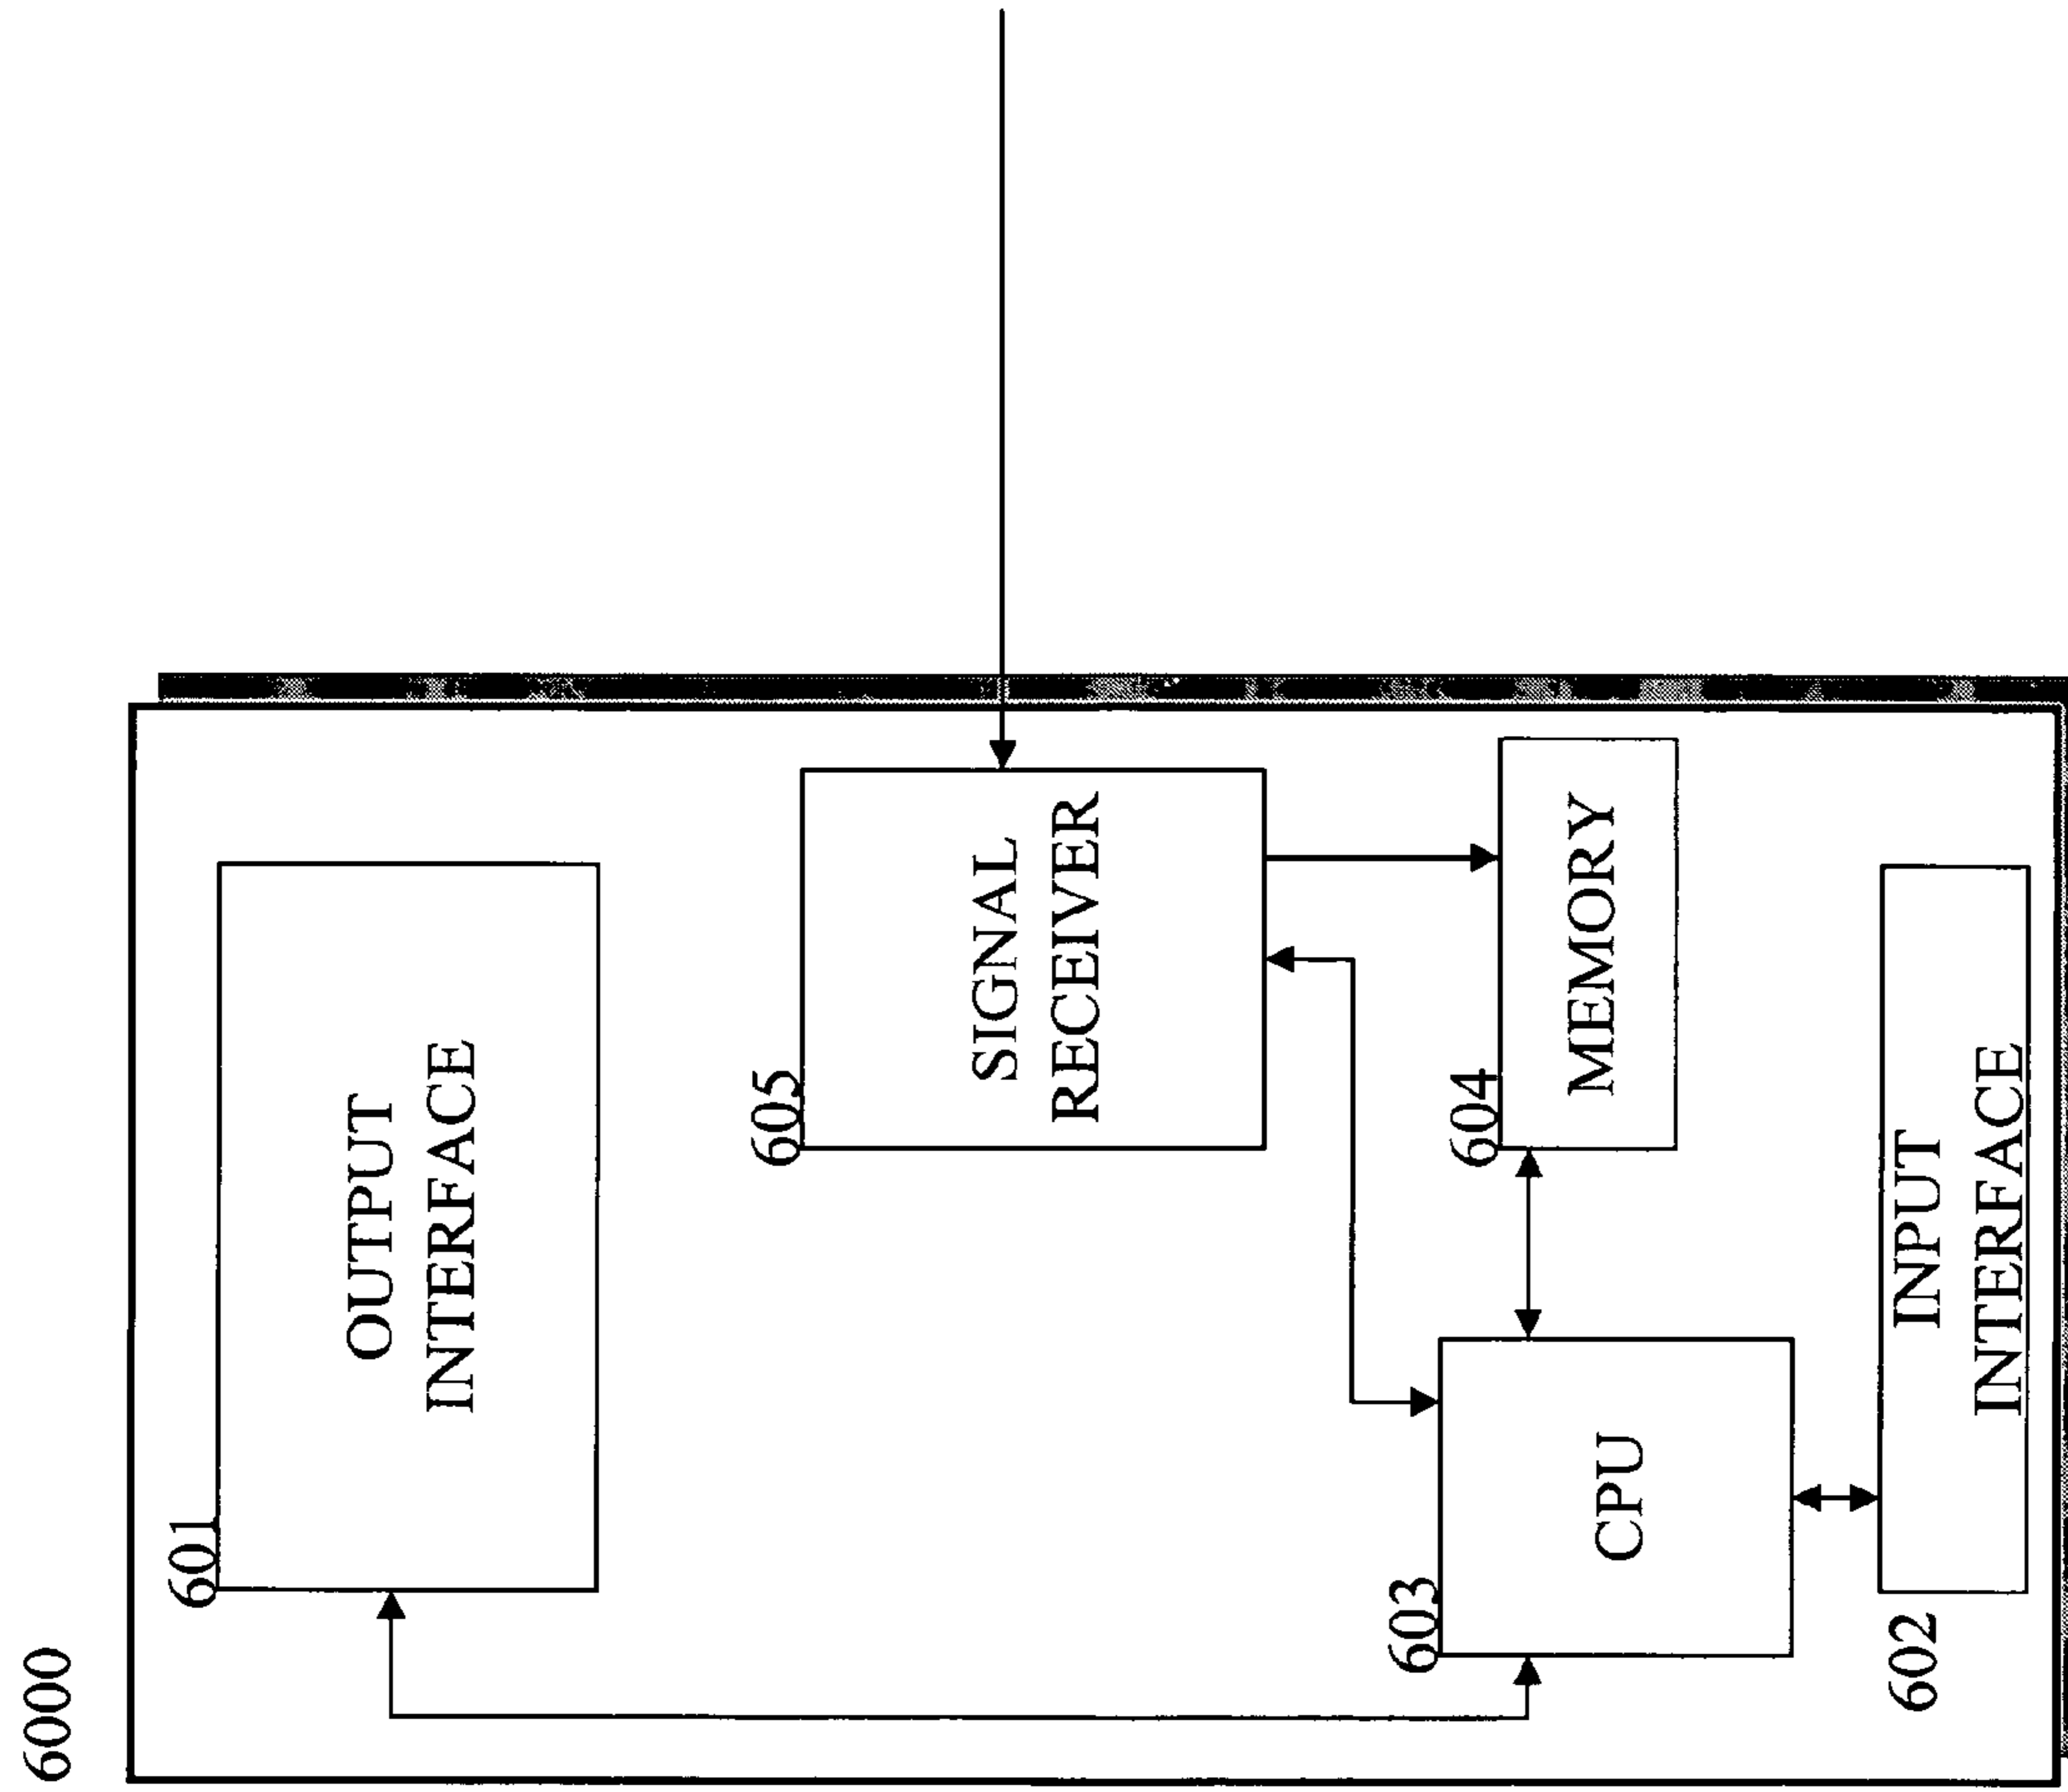 6000
601
OUTPUT
INTERFACE
605
SIGNAL
RECEIVER
603
CPU
604
MEMORY
602
INPUT
INTERFACE